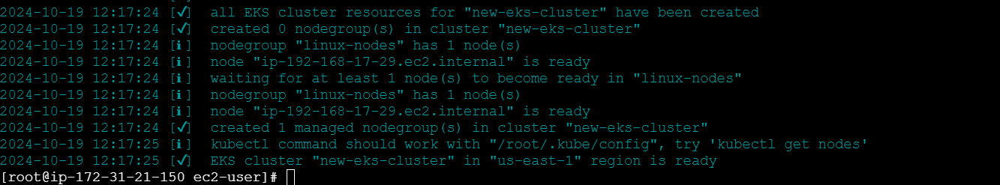 2024-10-19 12:17:24 [✔]  all EKS cluster resources for "new-eks-cluster" have been created
2024-10-19 12:17:24 [✔]  created 0 nodegroup(s) in cluster "new-eks-cluster"
2024-10-19 12:17:24 [ℹ]  nodegroup "linux-nodes" has 1 node(s)
2024-10-19 12:17:24 [ℹ]  node "ip-192-168-17-29.ec2.internal" is ready
2024-10-19 12:17:24 [ℹ]  waiting for at least 1 node(s) to become ready in "linux-nodes"
2024-10-19 12:17:24 [ℹ]  nodegroup "linux-nodes" has 1 node(s)
2024-10-19 12:17:24 [ℹ]  node "ip-192-168-17-29.ec2.internal" is ready
2024-10-19 12:17:24 [✔]  created 1 managed nodegroup(s) in cluster "new-eks-cluster"
2024-10-19 12:17:25 [ℹ]  kubectl command should work with "/root/.kube/config", try 'kubectl get nodes'
2024-10-19 12:17:25 [✔]  EKS cluster "new-eks-cluster" in "us-east-1" region is ready
[root@ip-172-31-21-150 ec2-user]#